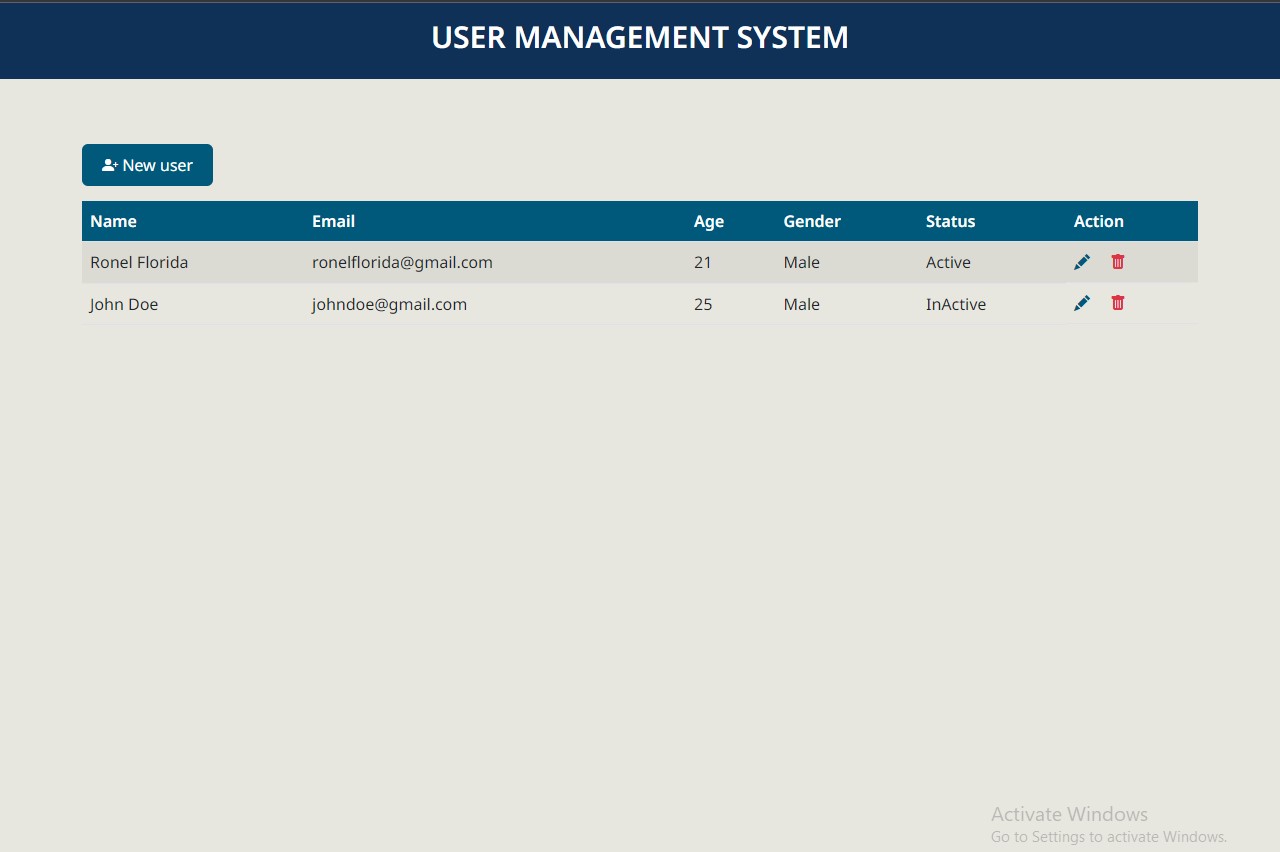 USER MANAGEMENT SYSTEM
New user
Name Email Age Gender Status Action
Ronel Florida ronelflorida@gmail.com 21 Male Active
John Doe johndoe@gmail.com 25 Male InActive
Activate Windows
Go to Settings to activate Windows.